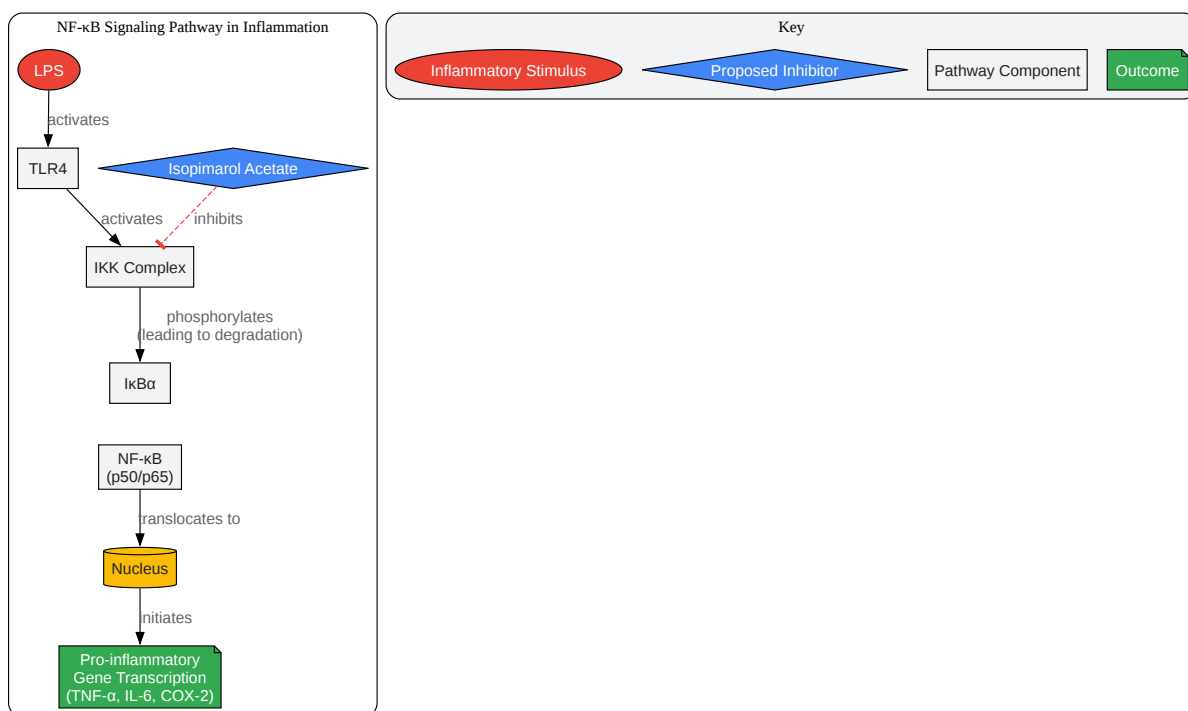 NF-κB Signaling Pathway in Inflammation
LPS
activates
TLR4
Isopimarol Acetate
activates
inhibits
IKK Complex
phosphorylates
(leading to degradation)
IκBα
NF-κB
(p50/p65)
translocates to
Nucleus
initiates
Pro-inflammatory
Gene Transcription
(TNF-α, IL-6, COX-2)
Key
Inflammatory Stimulus
Proposed Inhibitor
Pathway Component
Outcome